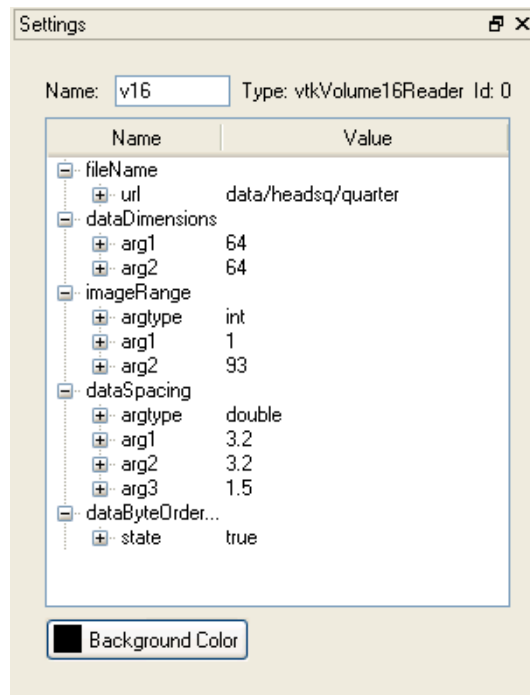 Settings
Name: v16 Type: vtkVolume16Reader Id: 0
Name Value
fileName
url data/headsq/quarter
dataDimensions
arg1 64
arg2 64
imageRange
argtype int
arg1 1
arg2 93
dataSpacing
argtype double
arg1 3.2
arg2 3.2
arg3 1.5
dataByteOrder...
state true
Background Color